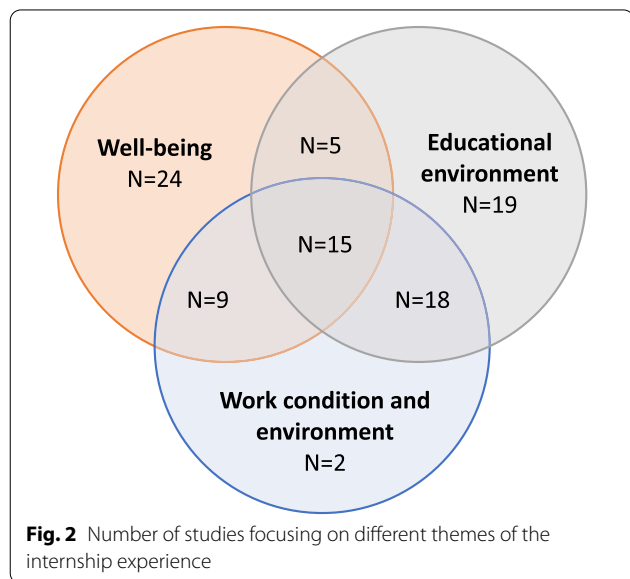 Well-being
N=24
N=5
Educational
environment
N=19
N=15
N=9
N=18
Work condition and
environment
N=2
Fig. 2 Number of studies focusing on different themes of the
internship experience